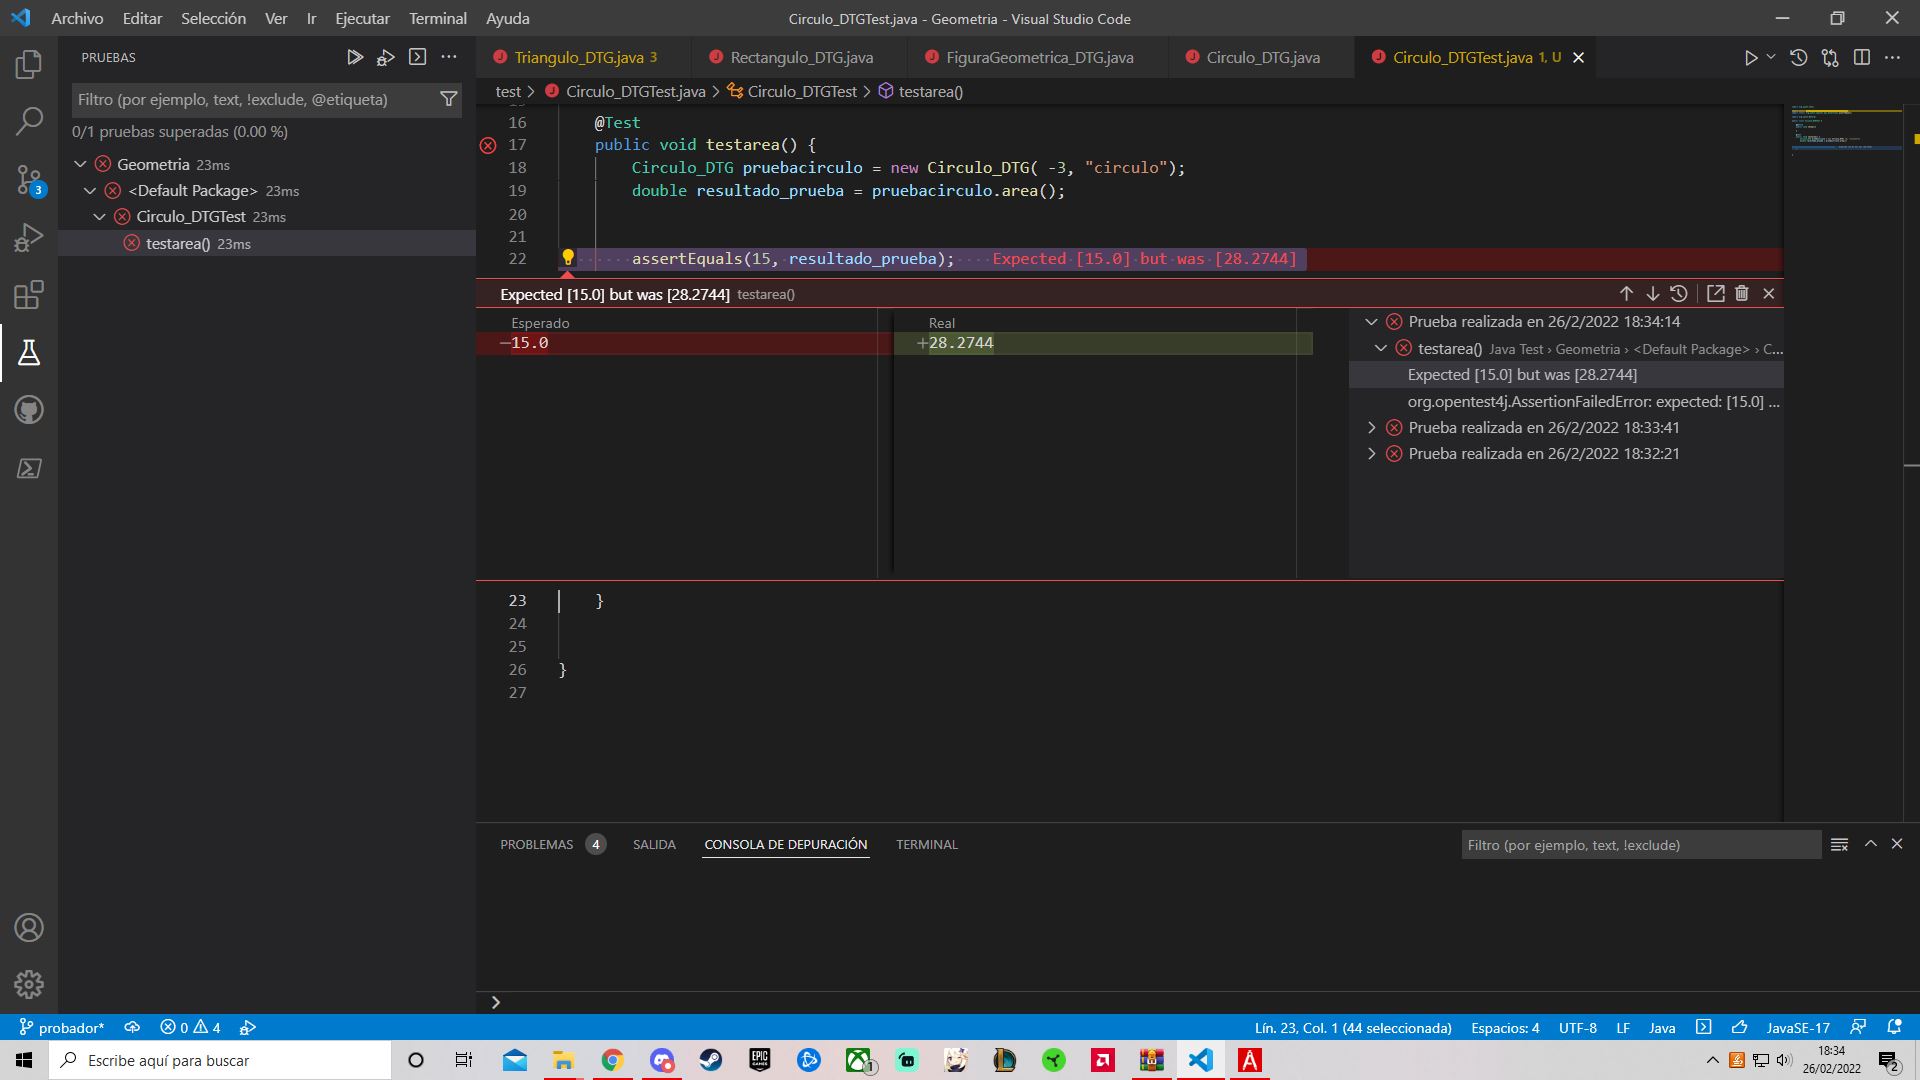 Archivo Editar Selección Ver Ir Ejecutar Terminal Ayuda
Circulo_DTGTest.java - Geometria - Visual Studio Code
PRUEBAS
Filtro (por ejemplo, text, !exclude, @etiqueta)
0/1 pruebas superadas (0.00 %)
Geometria 23ms
<Default Package> 23ms
Circulo_DTGTest 23ms
testarea() 23ms
3
Triangulo_DTG.java 3
Rectangulo_DTG.java
FiguraGeometrica_DTG.java
Circulo_DTG.java
Circulo_DTGTest.java 1, U
test > Circulo_DTGTest.java > Circulo_DTGTest > testarea()
16 @Test
17 public void testarea() {
18 Circulo_DTG pruebacirculo = new Circulo_DTG( -3, "circulo");
19 double resultado_prueba = pruebacirculo.area();
20
21
22 assertEquals(15, resultado_prueba); Expected [15.0] but was [28.2744]
Expected [15.0] but was [28.2744] testarea()
Esperado
−15.0
Real
+28.2744
Prueba realizada en 26/2/2022 18:34:14
testarea() Java Test › Geometria › <Default Package> › C...
Expected [15.0] but was [28.2744]
org.opentest4j.AssertionFailedError: expected: [15.0] ...
Prueba realizada en 26/2/2022 18:33:41
Prueba realizada en 26/2/2022 18:32:21
23 }
24
25
26 }
27
PROBLEMAS 4 SALIDA CONSOLA DE DEPURACIÓN TERMINAL
Filtro (por ejemplo, text, !exclude)
probador* 0 4
Lín. 23, Col. 1 (44 seleccionada) Espacios: 4 UTF-8 LF Java JavaSE-17
Escribe aquí para buscar
EPIC GAMES
1
18:34
26/02/2022
2